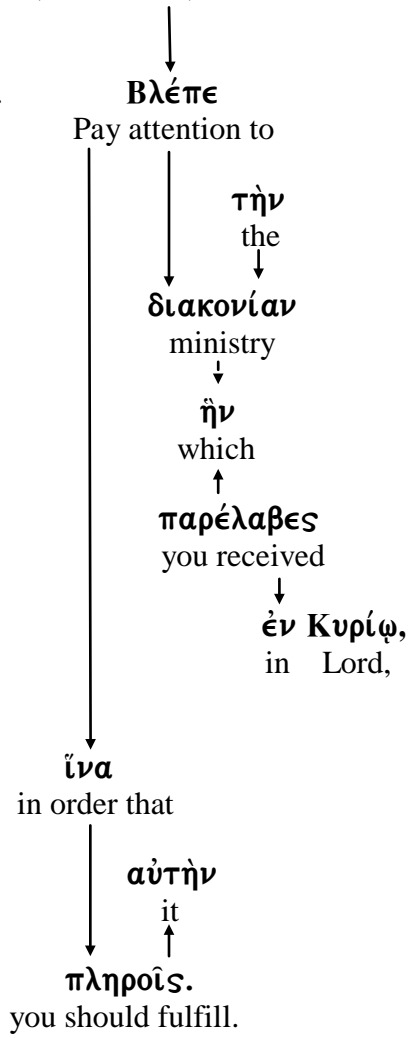 Βλέπε
Pay attention to
τὴν
the
διακονίαν
ministry
ἣν
which
παρέλαβες
you received
ἐν Κυρίῳ,
in Lord,
ἵνα
in order that
αὐτὴν
it
πληροῖς.
you should fulfill.